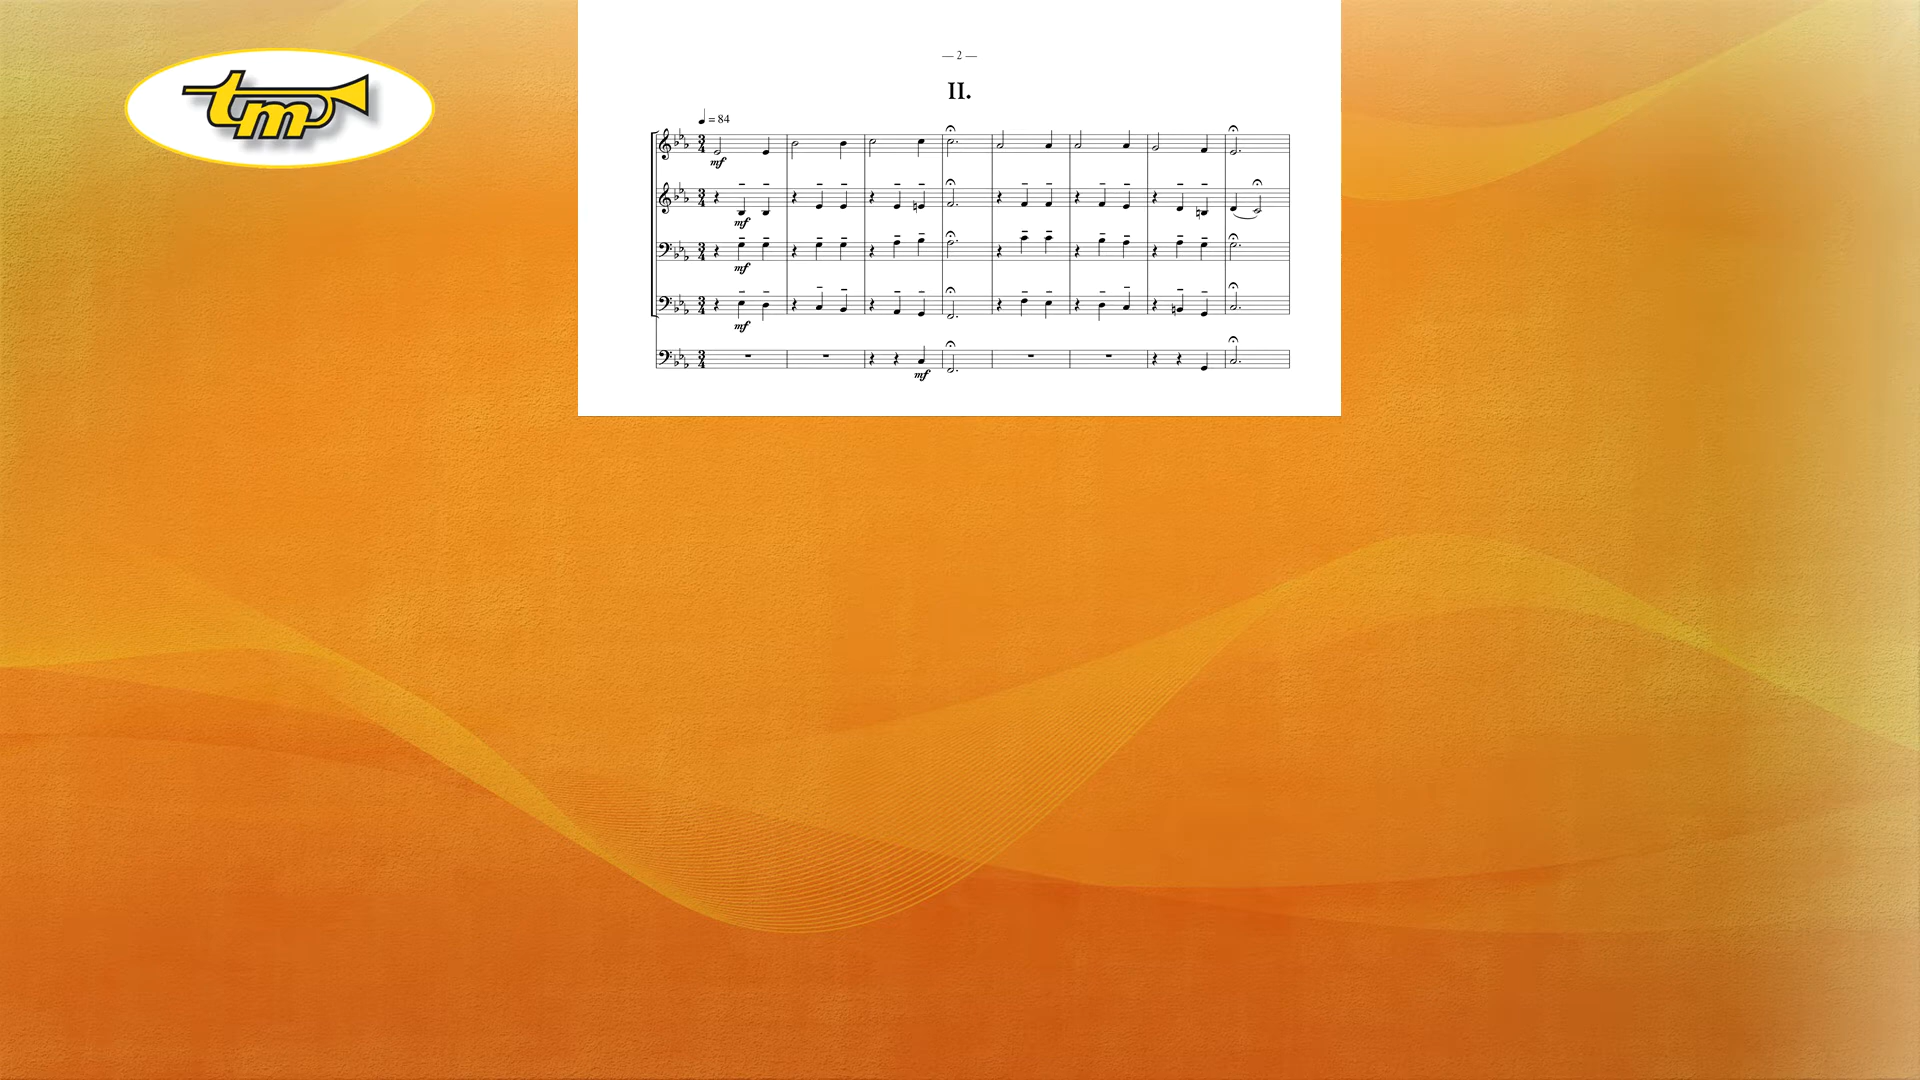 tm
— 2 —
II.
♩ = 84
mf
mf
mf
mf
mf